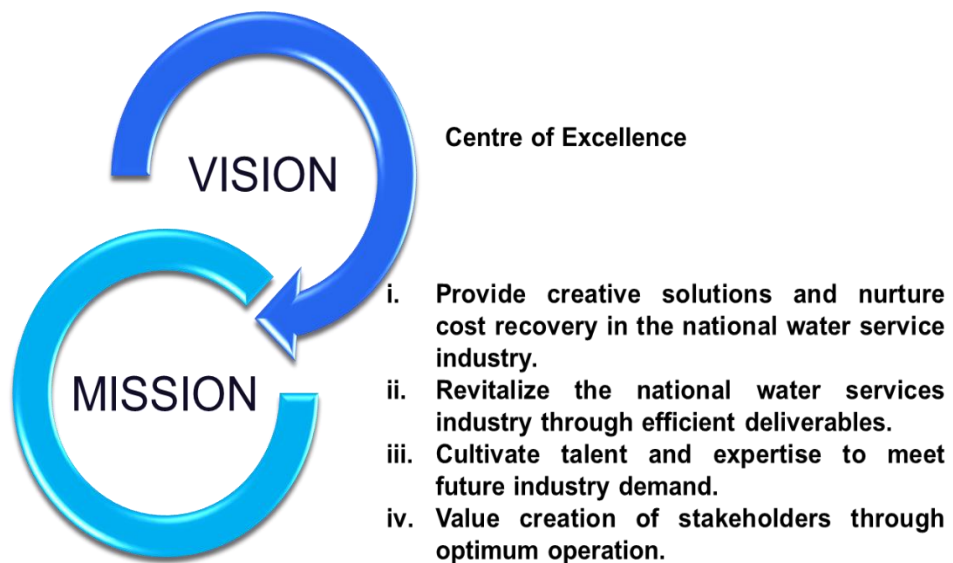 VISION
Centre of Excellence
MISSION
i. Provide creative solutions and nurture
cost recovery in the national water service
industry.
ii. Revitalize the national water services
industry through efficient deliverables.
iii. Cultivate talent and expertise to meet
future industry demand.
iv. Value creation of stakeholders through
optimum operation.